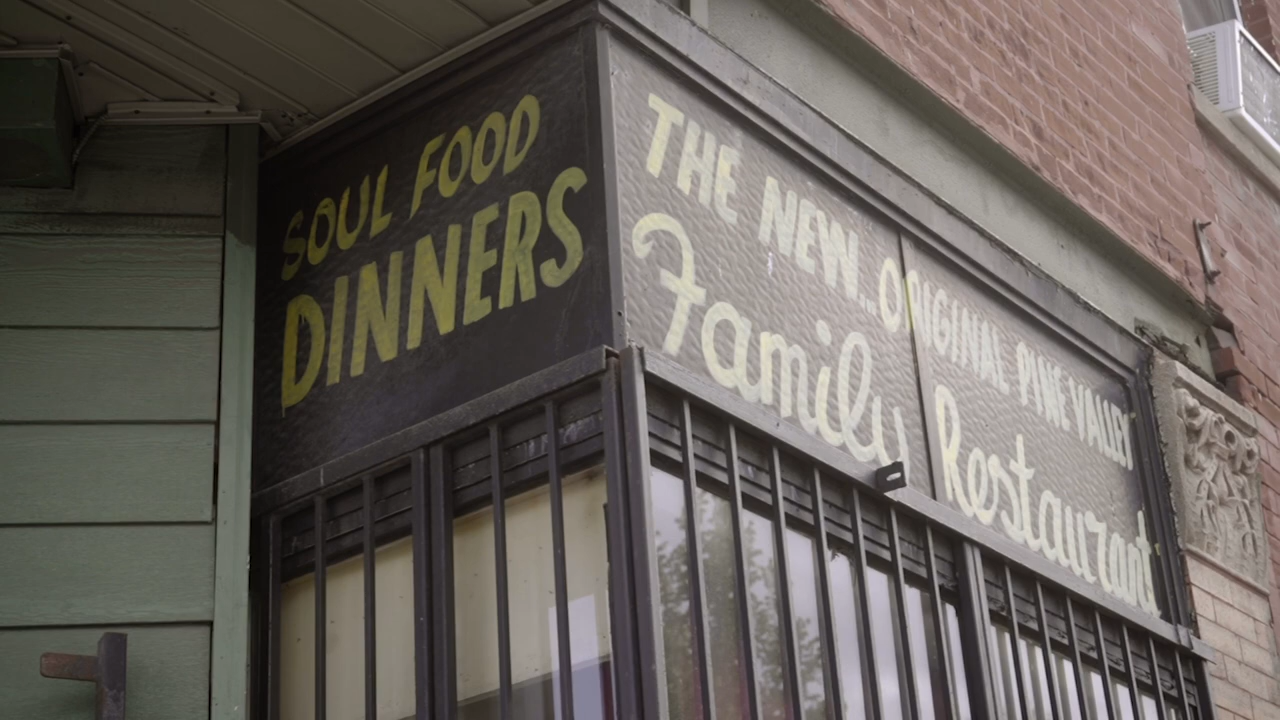 SOUL FOOD
DINNERS
THE NEW...ORIGINAL PINE VALLEY
Family Restaurant